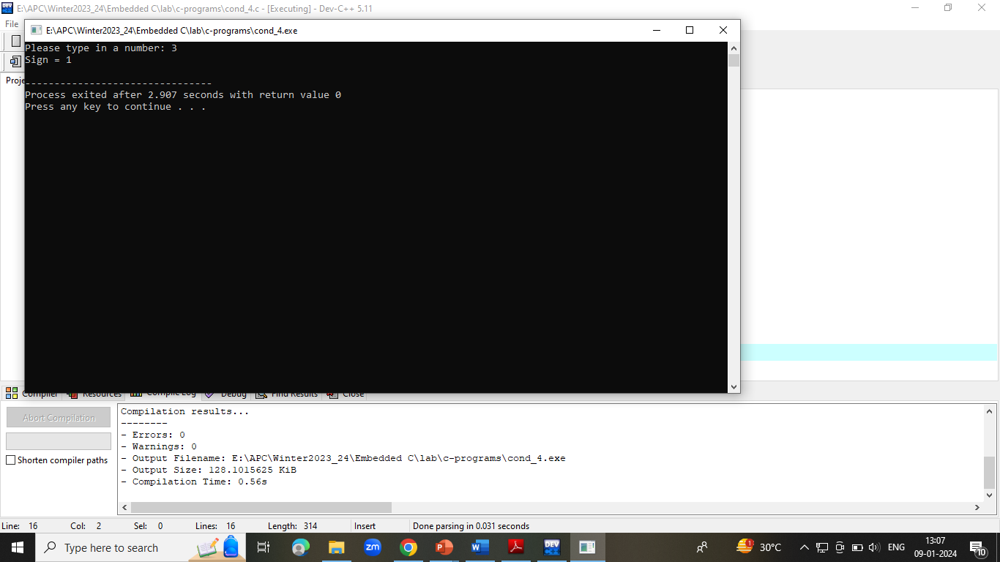 E:\APC\Winter2023_24\Embedded C\lab\c-programs\cond_4.c - [Executing] - Dev-C++ 5.11
File
E:\APC\Winter2023_24\Embedded C\lab\c-programs\cond_4.exe
Please type in a number: 3
Sign = 1
Proje
--------------------------------
Process exited after 2.907 seconds with return value 0
Press any key to continue . . .
Compiler Resources Compile Log Debug Find Results Close
Abort Compilation
Shorten compiler paths
Compilation results...
--------
- Errors: 0
- Warnings: 0
- Output Filename: E:\APC\Winter2023_24\Embedded C\lab\c-programs\cond_4.exe
- Output Size: 128.1015625 KiB
- Compilation Time: 0.56s
Line: 16 Col: 2 Sel: 0 Lines: 16 Length: 314 Insert Done parsing in 0.031 seconds
Type here to search
zm
DEV
1
30°C
ENG
13:07
09-01-2024
10